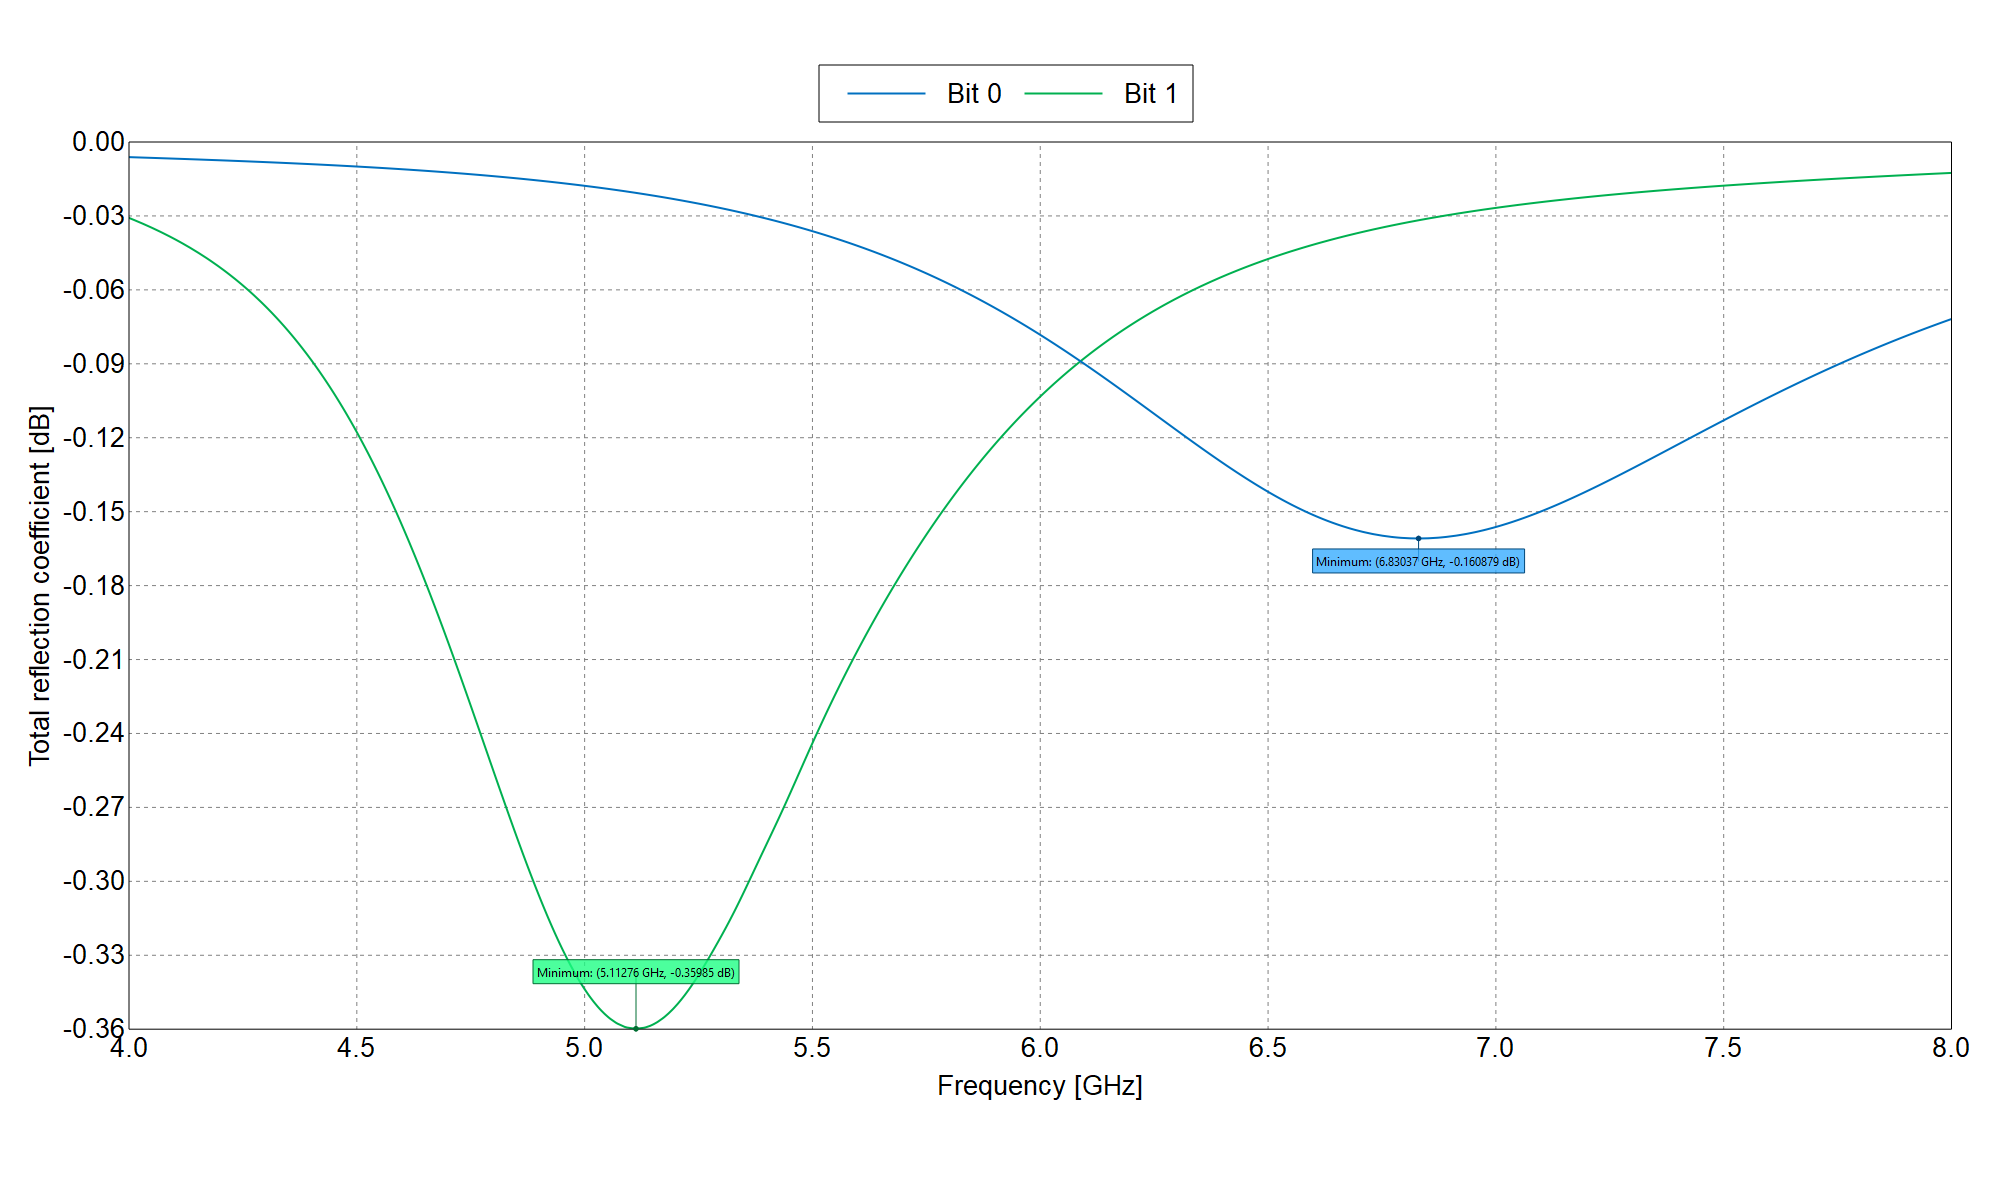 Bit 0 Bit 1
0.00
-0.03
-0.06
-0.09
-0.12
-0.15
-0.18
-0.21
-0.24
-0.27
-0.30
-0.33
-0.36
Total reflection coefficient [dB]
Minimum: (6.83037 GHz, -0.160879 dB)
Minimum: (5.11276 GHz, -0.35985 dB)
4.0 4.5 5.0 5.5 6.0 6.5 7.0 7.5 8.0
Frequency [GHz]